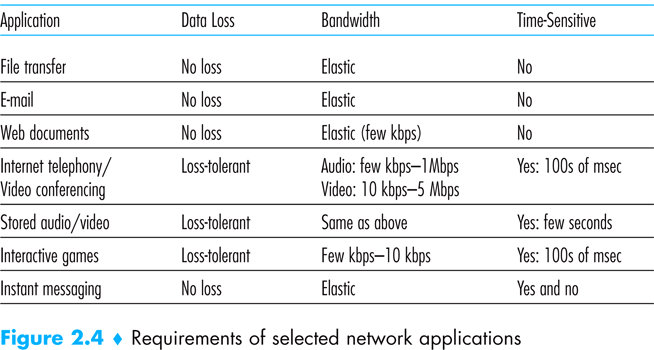 Application Data Loss Bandwidth Time-Sensitive
File transfer No loss Elastic No
E-mail No loss Elastic No
Web documents No loss Elastic (few kbps) No
Internet telephony/ Loss-tolerant Audio: few kbps–1Mbps Yes: 100s of msec
Video conferencing Video: 10 kbps–5 Mbps
Stored audio/video Loss-tolerant Same as above Yes: few seconds
Interactive games Loss-tolerant Few kbps–10 kbps Yes: 100s of msec
Instant messaging No loss Elastic Yes and no
Figure 2.4 ♦ Requirements of selected network applications